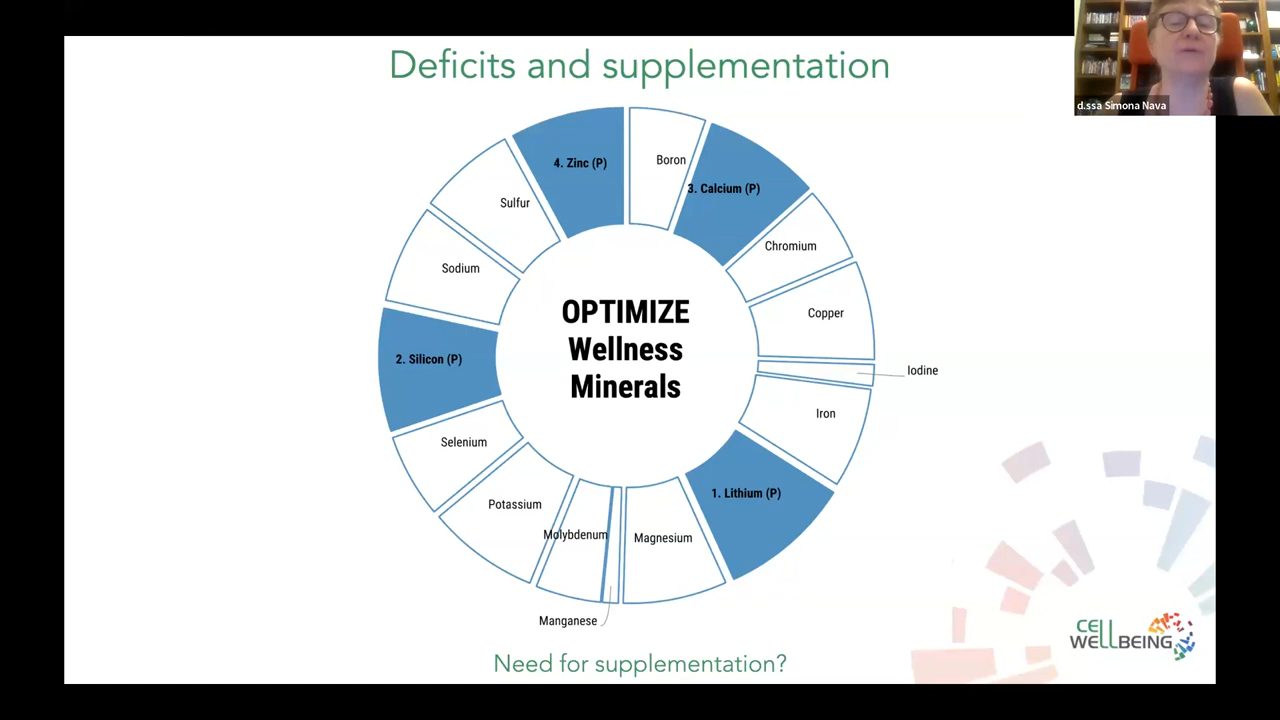 Deficits and supplementation
d.ssa Simona Nava
4. Zinc (P)
Boron
3. Calcium (P)
Sulfur
Chromium
Sodium
Copper
OPTIMIZE
Wellness
Minerals
2. Silicon (P)
Iodine
Iron
Selenium
1. Lithium (P)
Potassium
Molybdenum
Magnesium
Manganese
CELL
WELLBEING
Need for supplementation?